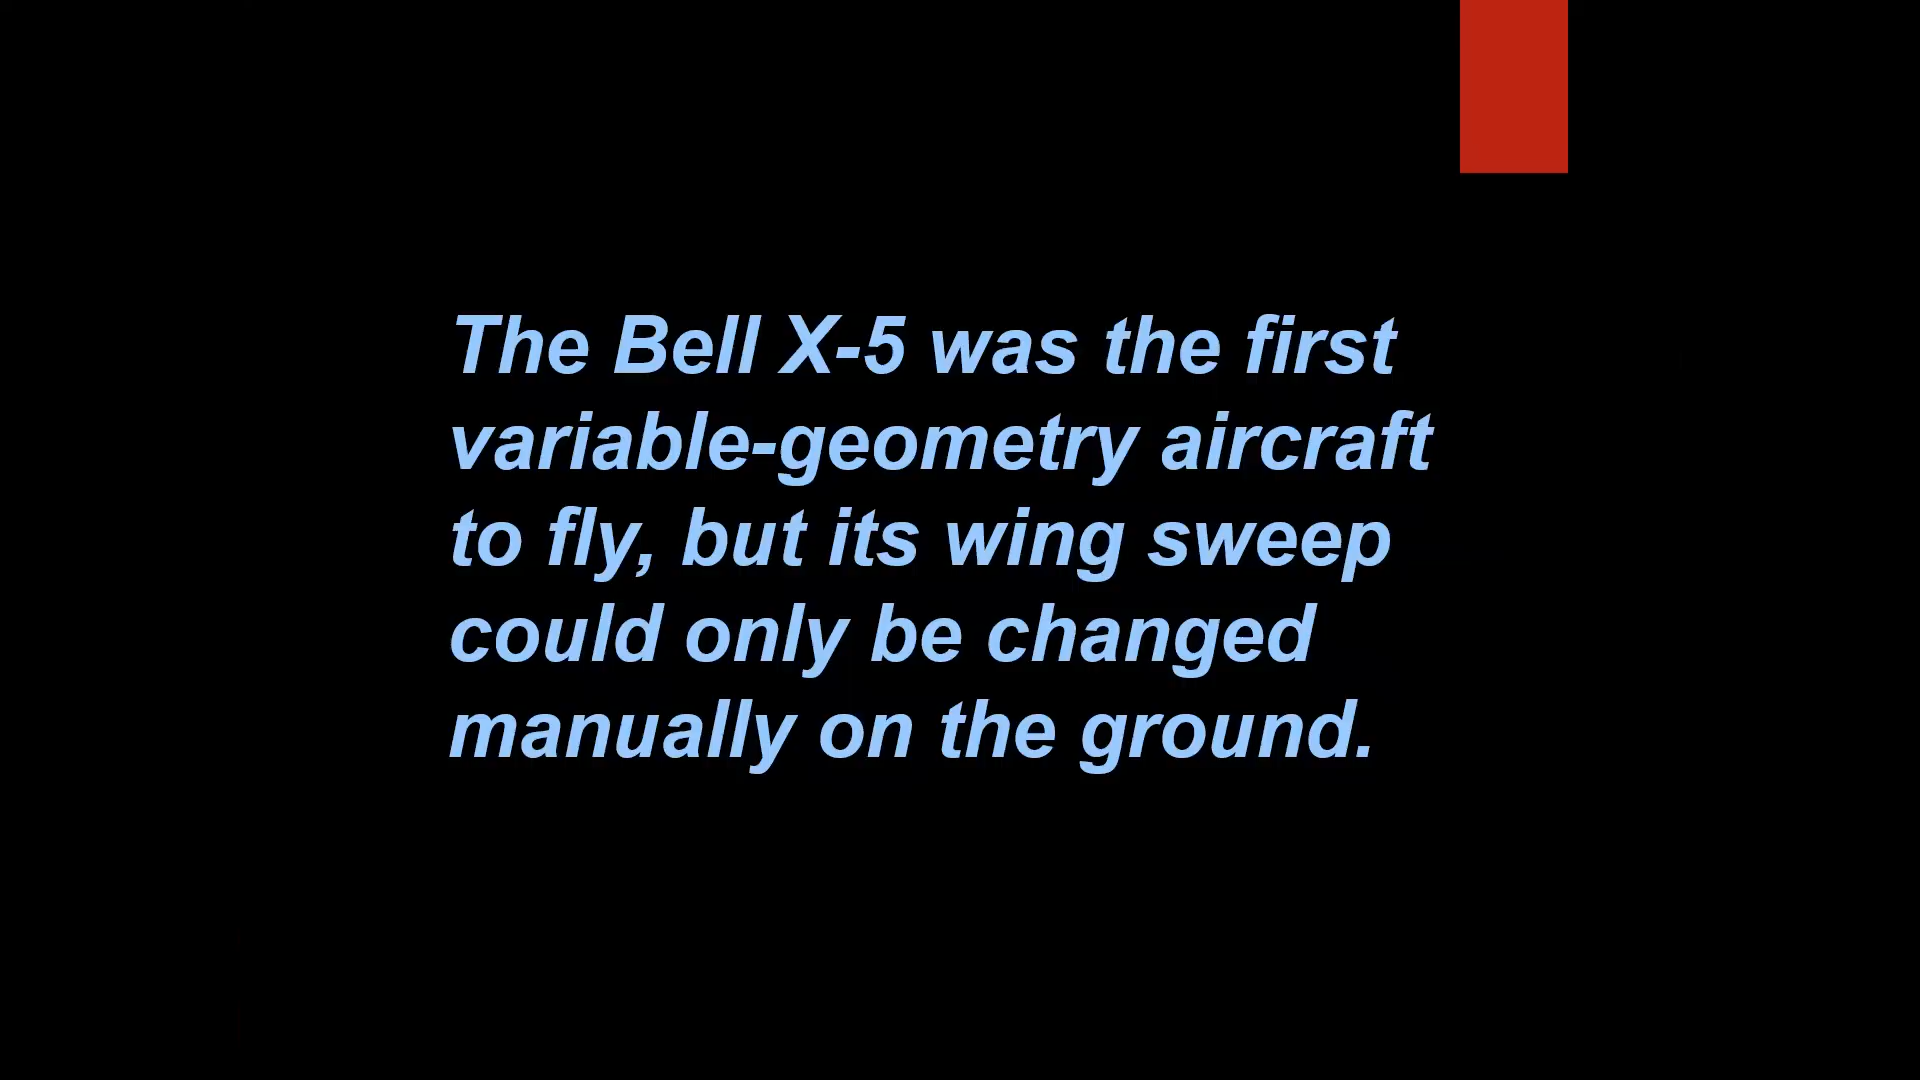 The Bell X-5 was the first
variable-geometry aircraft
to fly, but its wing sweep
could only be changed
manually on the ground.